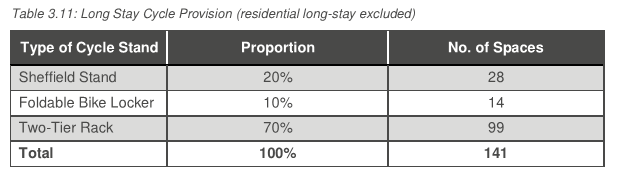 Table 3.11: Long Stay Cycle Provision (residential long-stay excluded)
Type of Cycle Stand Proportion No. of Spaces
Sheffield Stand 20% 28
Foldable Bike Locker 10% 14
Two-Tier Rack 70% 99
Total 100% 141